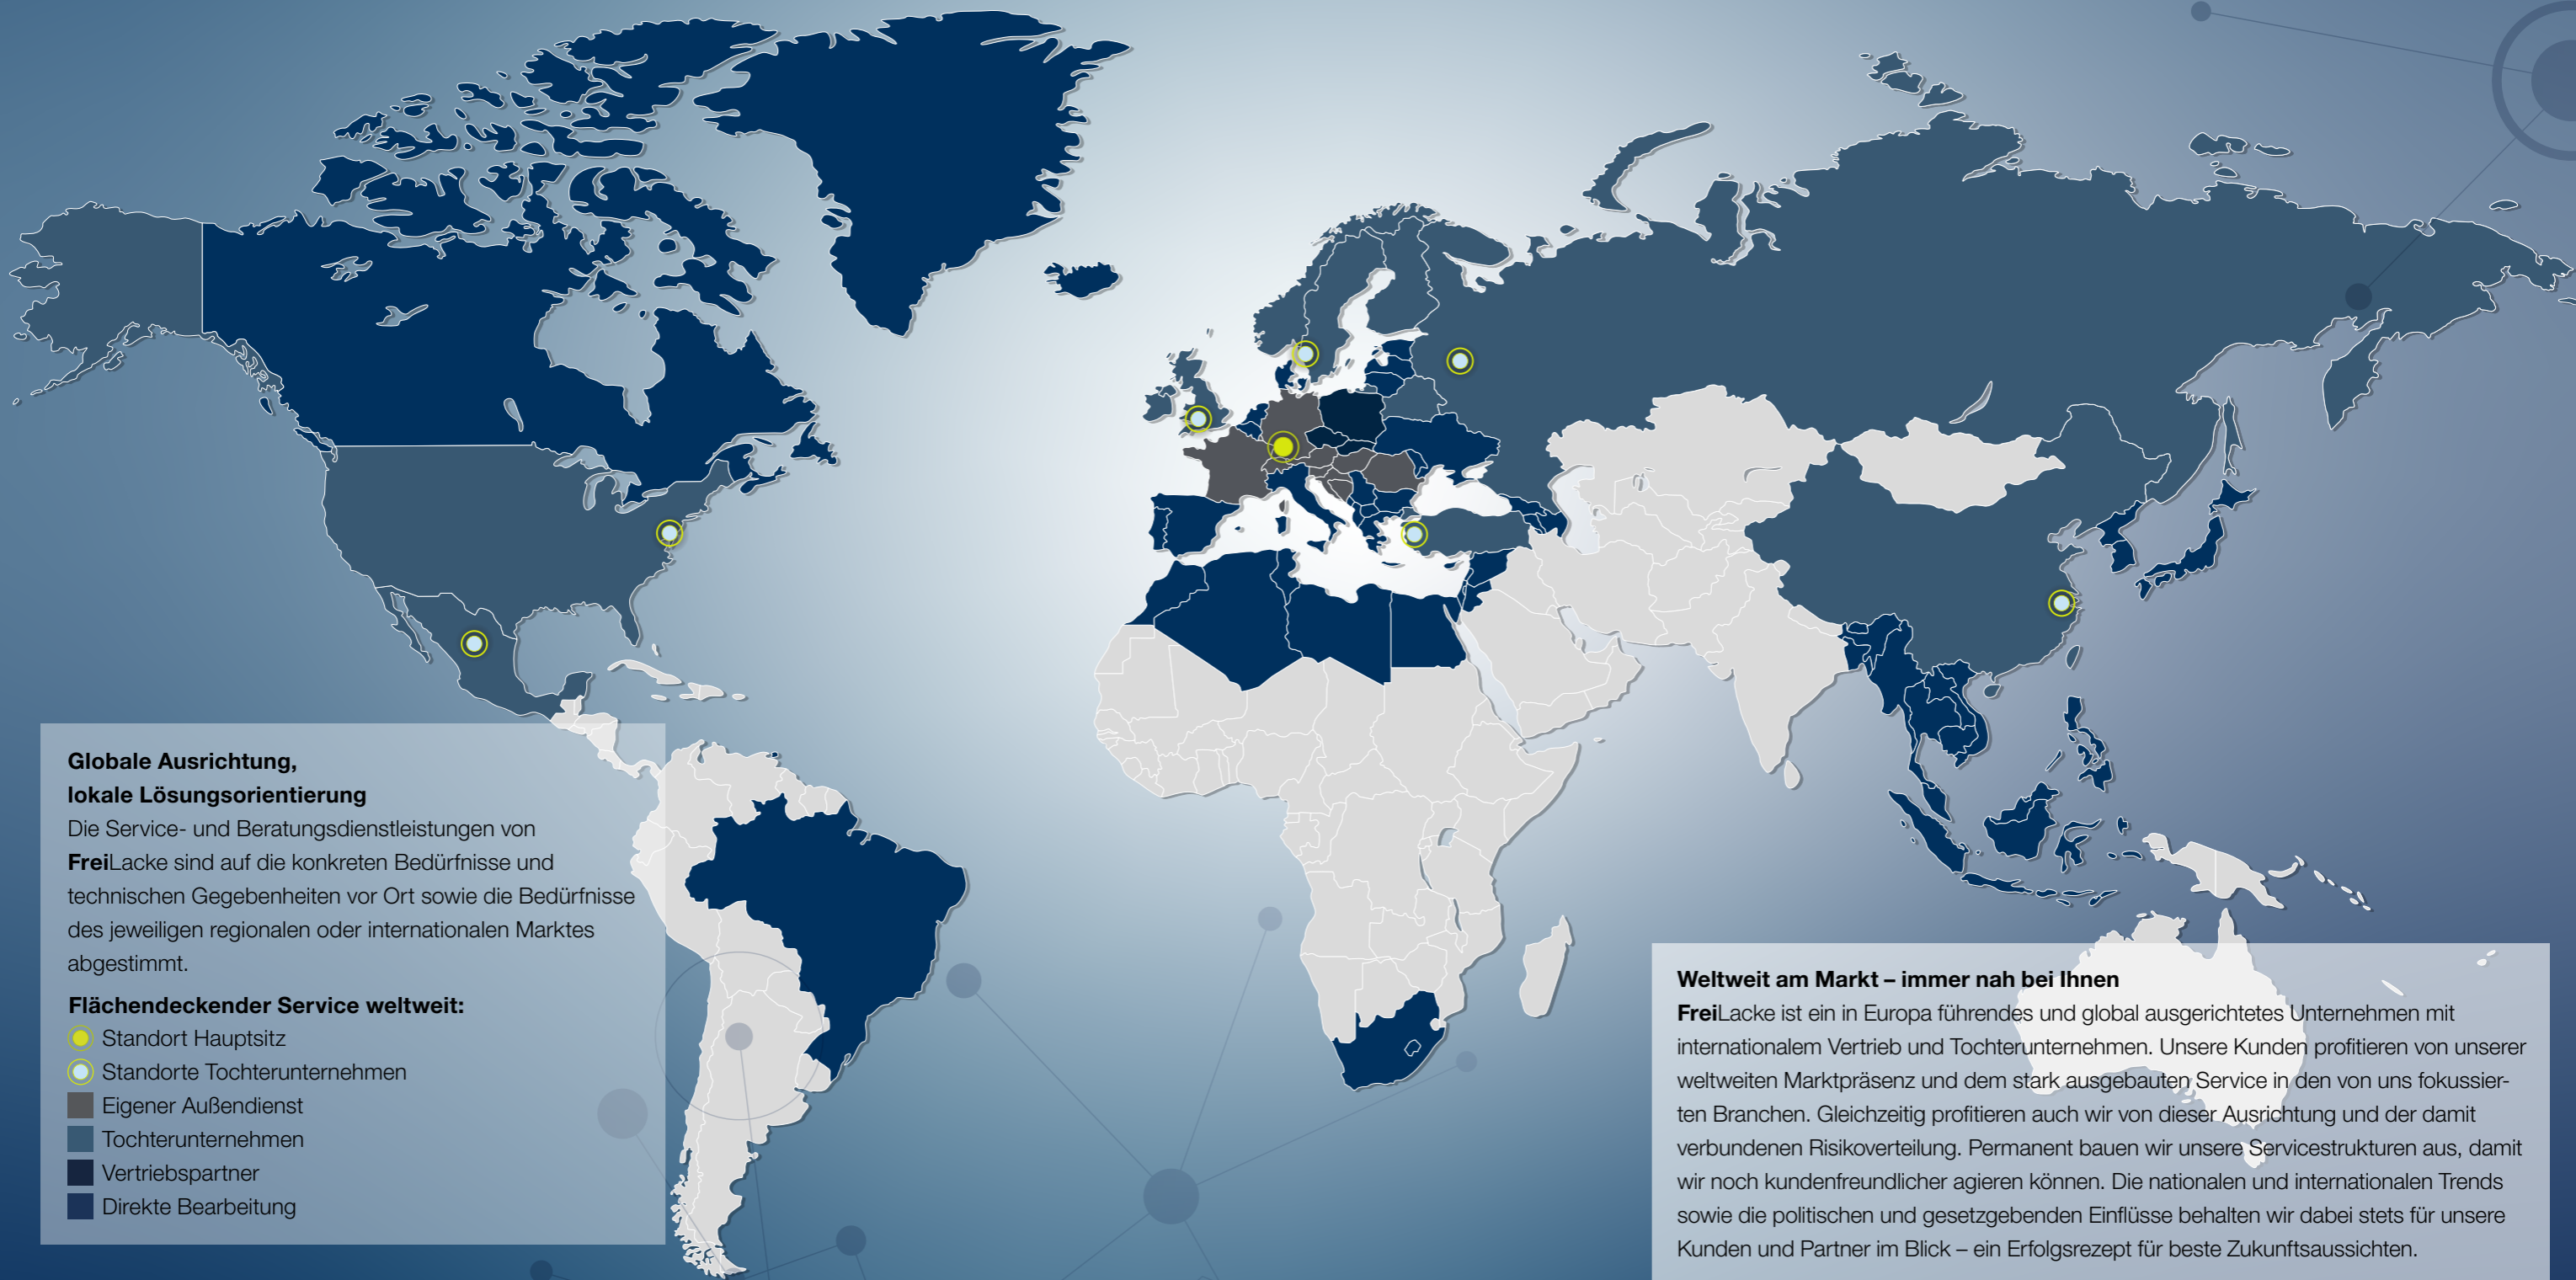 Globale Ausrichtung,
lokale Lösungsorientierung
Die Service- und Beratungsdienstleistungen von
FreiLacke sind auf die konkreten Bedürfnisse und
technischen Gegebenheiten vor Ort sowie die Bedürfnisse
des jeweiligen regionalen oder internationalen Marktes
abgestimmt.
Flächendeckender Service weltweit:
Standort Hauptsitz
Standorte Tochterunternehmen
Eigener Außendienst
Tochterunternehmen
Vertriebspartner
Direkte Bearbeitung
Weltweit am Markt – immer nah bei Ihnen
FreiLacke ist ein in Europa führendes und global ausgerichtetes Unternehmen mit
internationalem Vertrieb und Tochterunternehmen. Unsere Kunden profitieren von unserer
weltweiten Marktpräsenz und dem stark ausgebauten Service in den von uns fokussier-
ten Branchen. Gleichzeitig profitieren auch wir von dieser Ausrichtung und der damit
verbundenen Risikoverteilung. Permanent bauen wir unsere Servicestrukturen aus, damit
wir noch kundenfreundlicher agieren können. Die nationalen und internationalen Trends
sowie die politischen und gesetzgebenden Einflüsse behalten wir dabei stets für unsere
Kunden und Partner im Blick – ein Erfolgsrezept für beste Zukunftsaussichten.